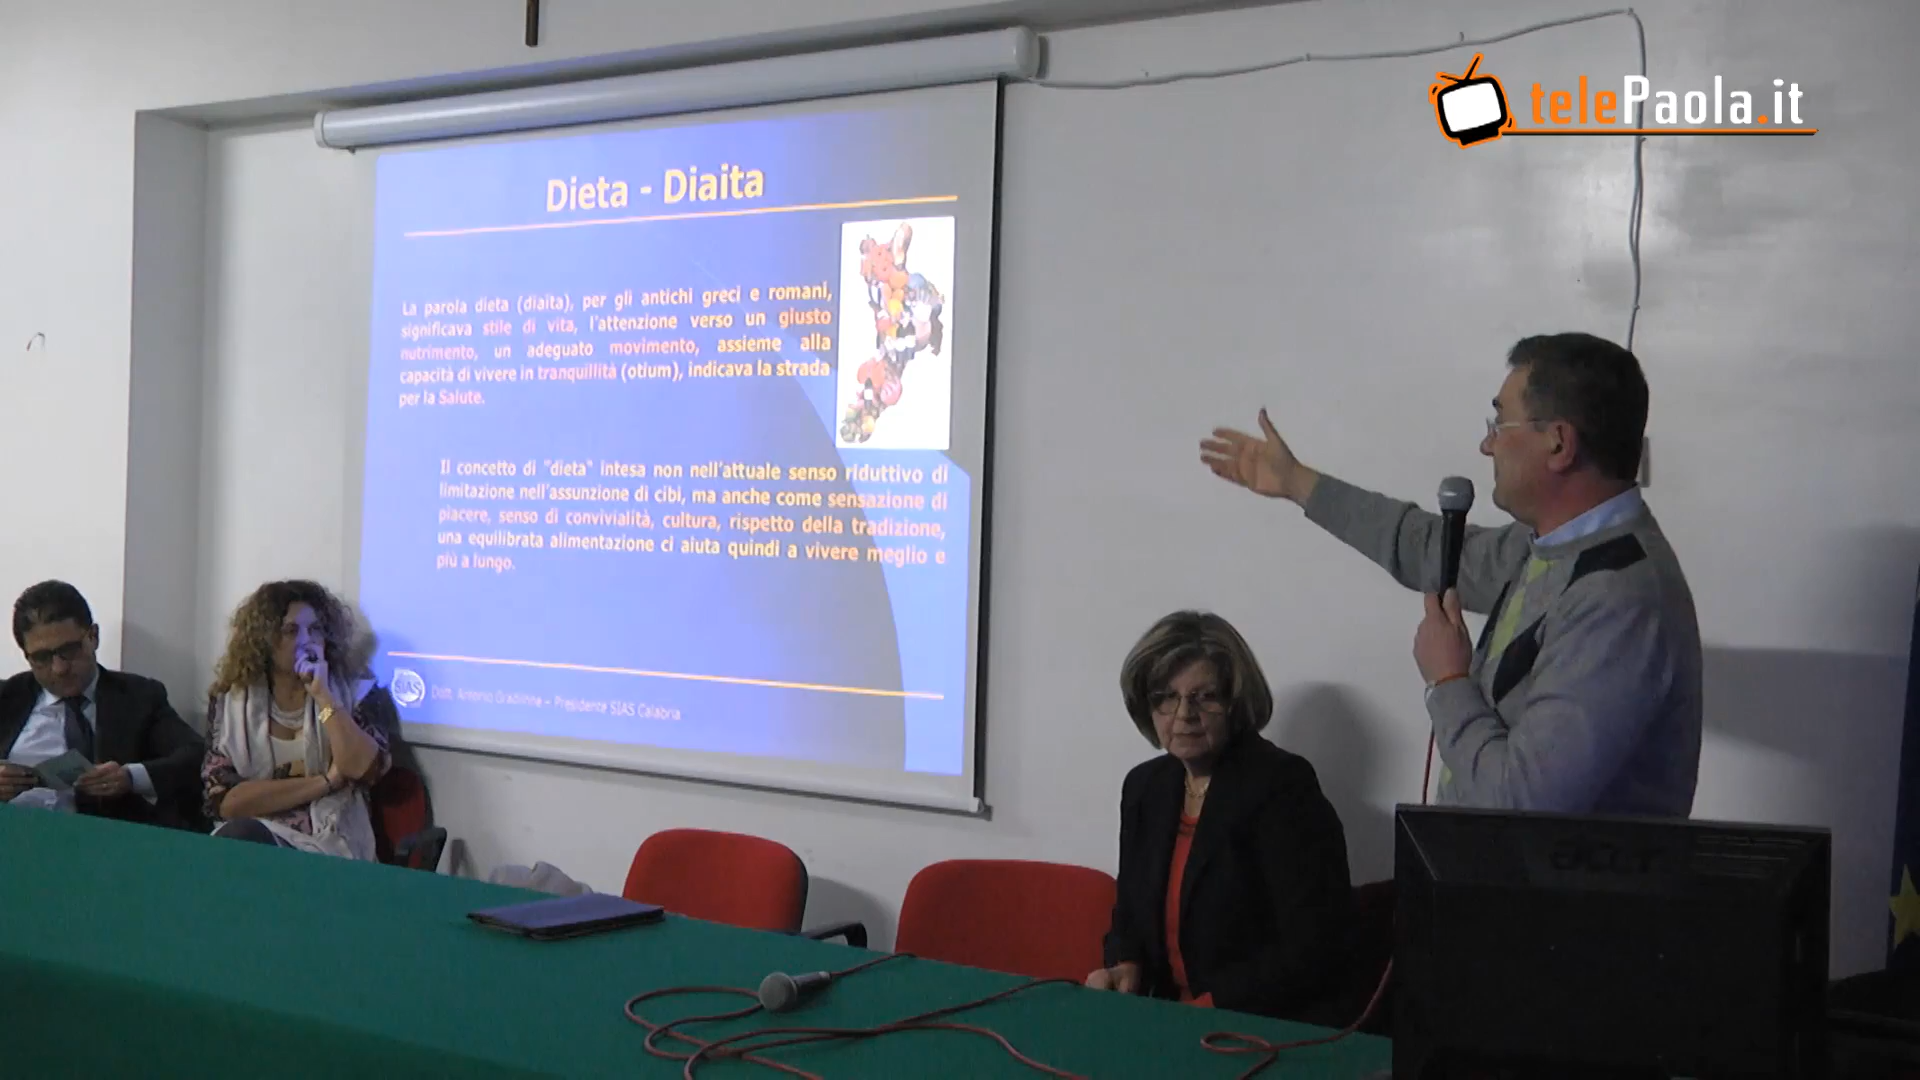 telePaola.it
Dieta - Diaita
La parola dieta (diaita), per gli antichi greci e romani,
significava stile di vita, l'attenzione verso un giusto
nutrimento, un adeguato movimento, assieme alla
capacità di vivere in tranquillità (otium), indicava la strada
per la Salute.
Il concetto di "dieta" intesa non nell'attuale senso riduttivo di
limitazione nell'assunzione di cibi, ma anche come sensazione di
piacere, senso di convivialità, cultura, rispetto della tradizione,
una equilibrata alimentazione ci aiuta quindi a vivere meglio e
più a lungo.
SIAS
Dott. Antonio – Presidente SIAS Calabria
acer